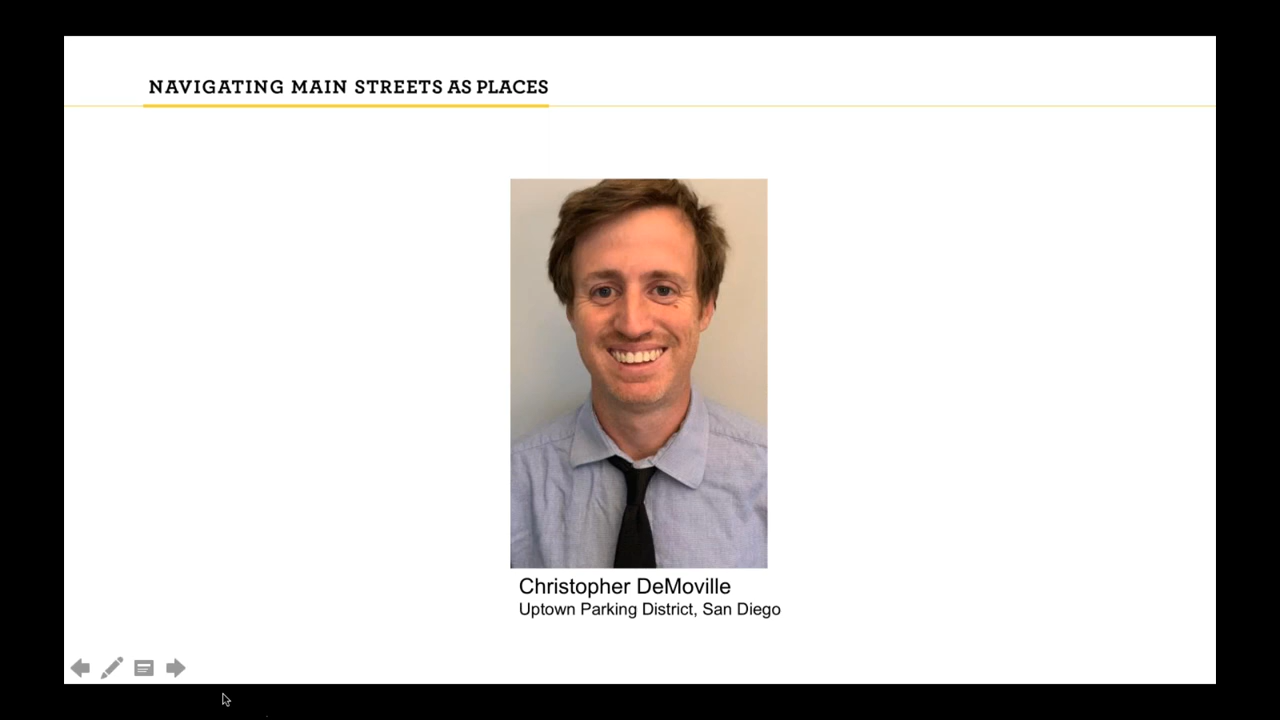 NAVIGATING MAIN STREETS AS PLACES
Christopher DeMoville
Uptown Parking District, San Diego